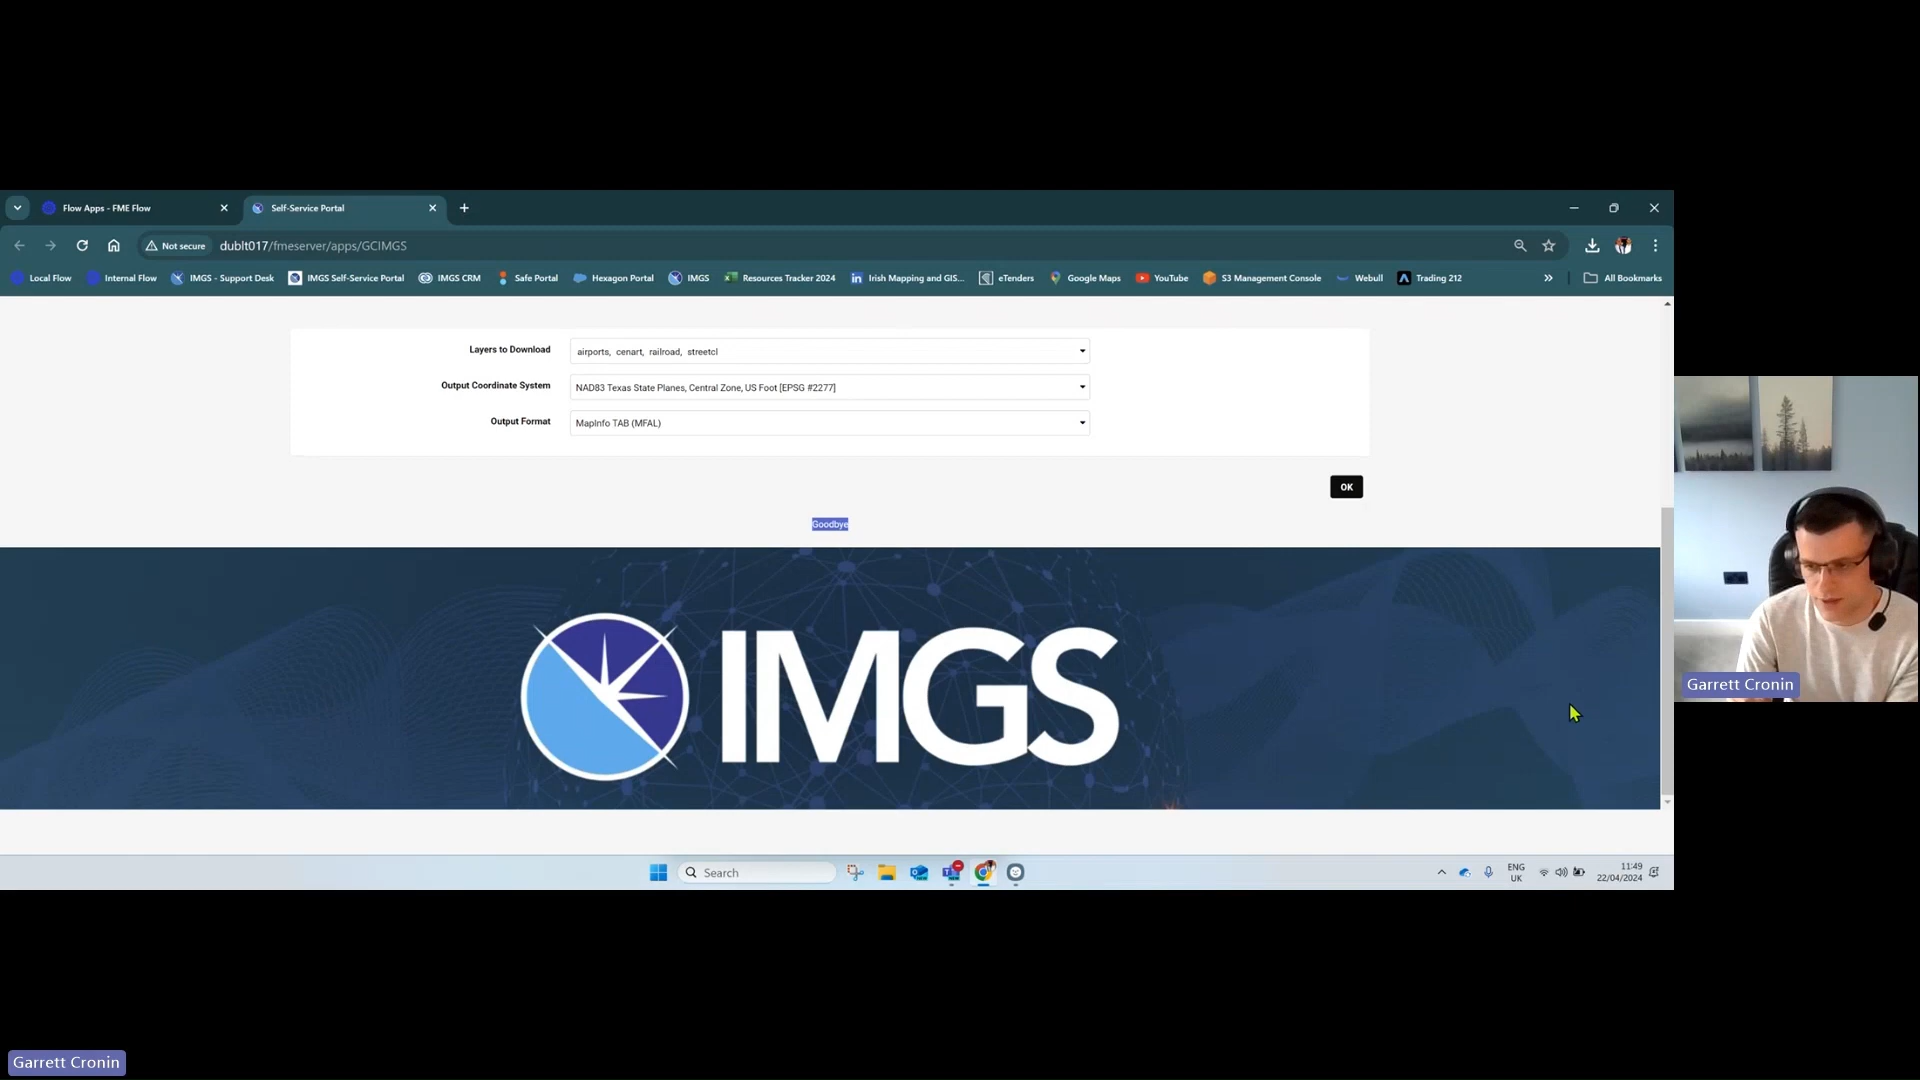 Flow Apps - FME Flow
Self-Service Portal
Not secure
dublt017/fmeserver/apps/GCIMGS
Local Flow
Internal Flow
IMGS - Support Desk
IMGS Self-Service Portal
IMGS CRM
Safe Portal
Hexagon Portal
IMGS
Resources Tracker 2024
Irish Mapping and GIS...
eTenders
Google Maps
YouTube
S3 Management Console
Webull
Trading 212
All Bookmarks
Layers to Download
airports, cenart, railroad, streetcl
Output Coordinate System
NAD83 Texas State Planes, Central Zone, US Foot [EPSG #2277]
Output Format
MapInfo TAB (MFAL)
OK
Goodbye
IMGS
Garrett Cronin
Search
ENG
UK
11:49
22/04/2024
Garrett Cronin